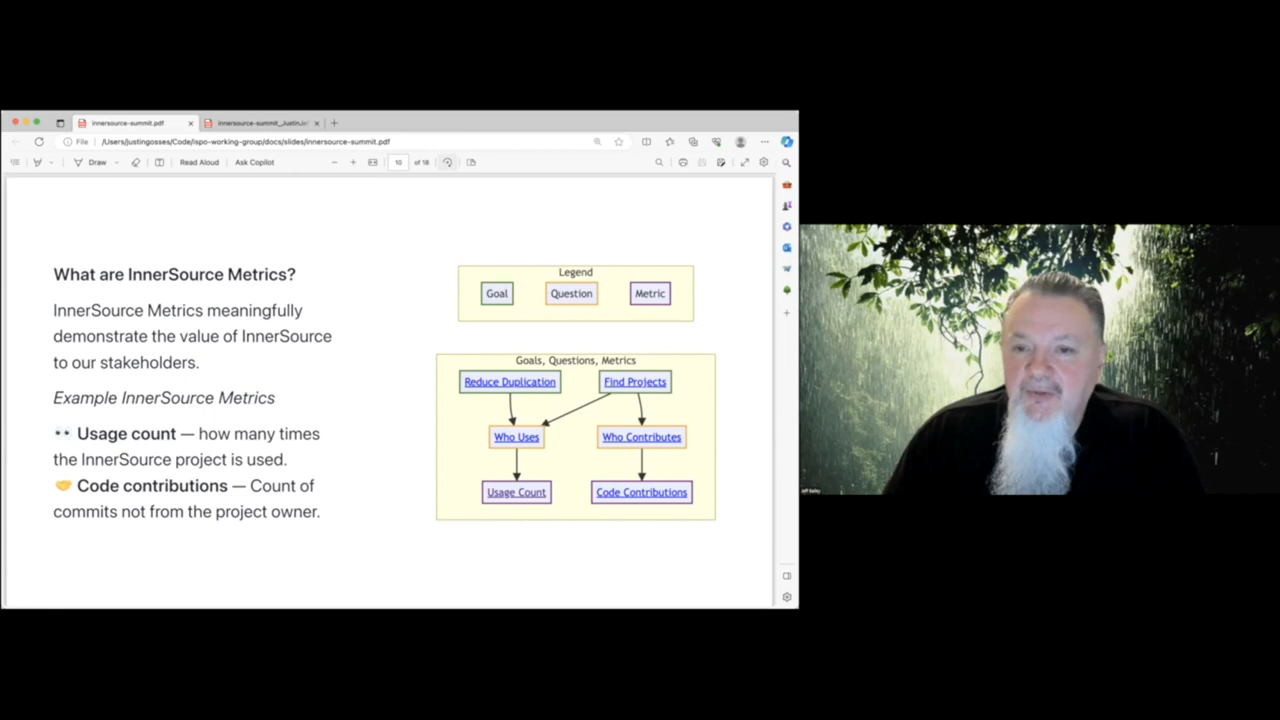 innersource-summit.pdf
File
/Users/justingosses/Code/ispo-working-group/docs/slides/innersource-summit.pdf
Draw
Read Aloud
Ask Copilot
10
of 18
What are InnerSource Metrics?
InnerSource Metrics meaningfully
demonstrate the value of InnerSource
to our stakeholders.
Example InnerSource Metrics
👀 Usage count — how many times
the InnerSource project is used.
🤝 Code contributions — Count of
commits not from the project owner.
Legend
Goal Question Metric
Goals, Questions, Metrics
Reduce Duplication Find Projects
Who Uses Who Contributes
Usage Count Code Contributions
Jeff Bailey